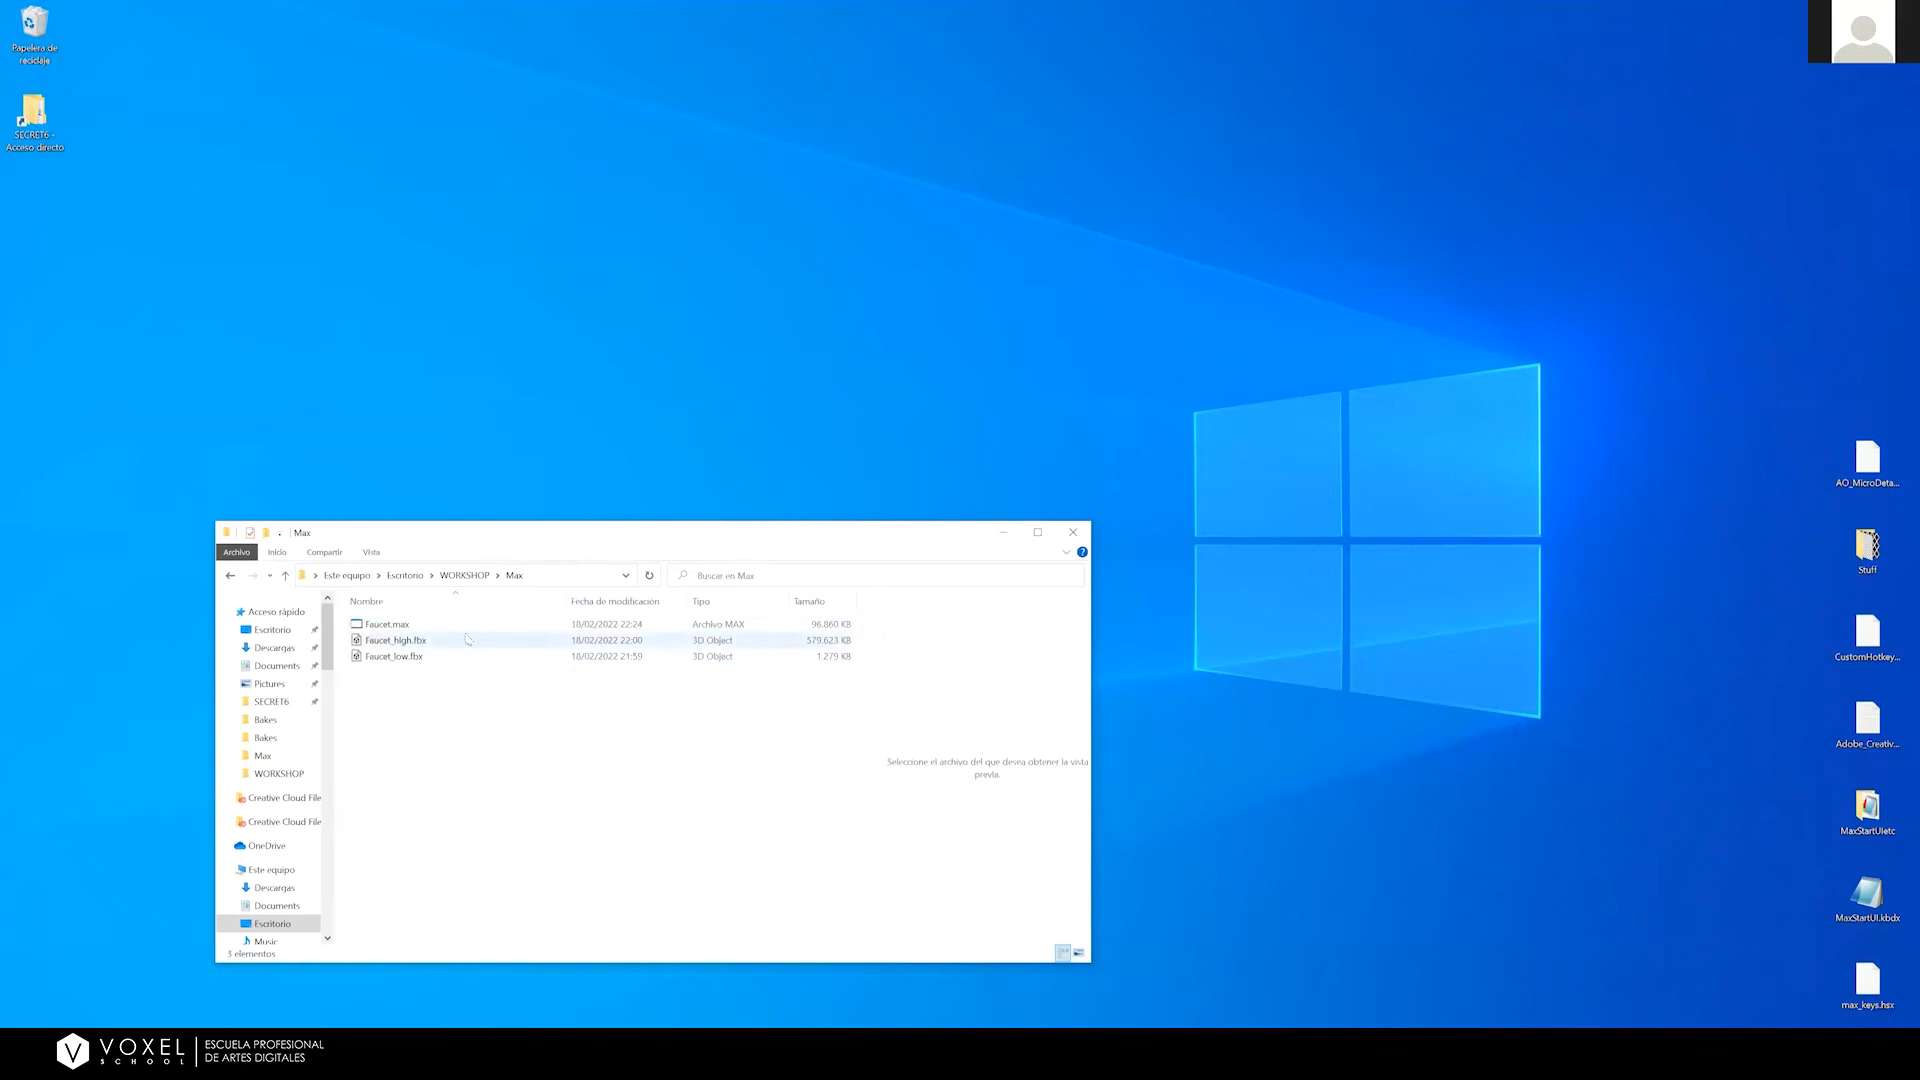 Papelera de
reciclaje
SECRET6 -
Acceso directo
AO_MicroDeta...
Stuff
CustomHotkey...
Adobe_Creativ...
MaxStartUIetc
MaxStartUI.kbdx
max_keys.hsx
Max
Archivo Inicio Compartir Vista
Este equipo > Escritorio > WORKSHOP > Max
Buscar en Max
Nombre Fecha de modificación Tipo Tamaño
Faucet.max 18/02/2022 22:24 Archivo MAX 96.860 KB
Faucet_high.fbx 18/02/2022 22:00 3D Object 579.623 KB
Faucet_low.fbx 18/02/2022 21:59 3D Object 1.279 KB
Acceso rápido
Escritorio
Descargas
Documents
Pictures
SECRET6
Bakes
Bakes
Max
WORKSHOP
Creative Cloud File
Creative Cloud File
OneDrive
Este equipo
Descargas
Documents
Escritorio
Music
Seleccione el archivo del que desea obtener la vista
previa.
3 elementos
VOXEL
SCHOOL
ESCUELA PROFESIONAL
DE ARTES DIGITALES